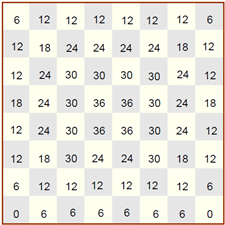 6 12 12 12 12 12 12 6
12 18 24 24 24 24 18 12
12 24 30 30 30 30 24 12
18 24 30 36 36 30 24 18
12 24 30 36 36 30 24 12
12 18 30 24 24 30 18 12
6 12 12 12 12 12 12 6
0 6 6 6 6 6 6 0